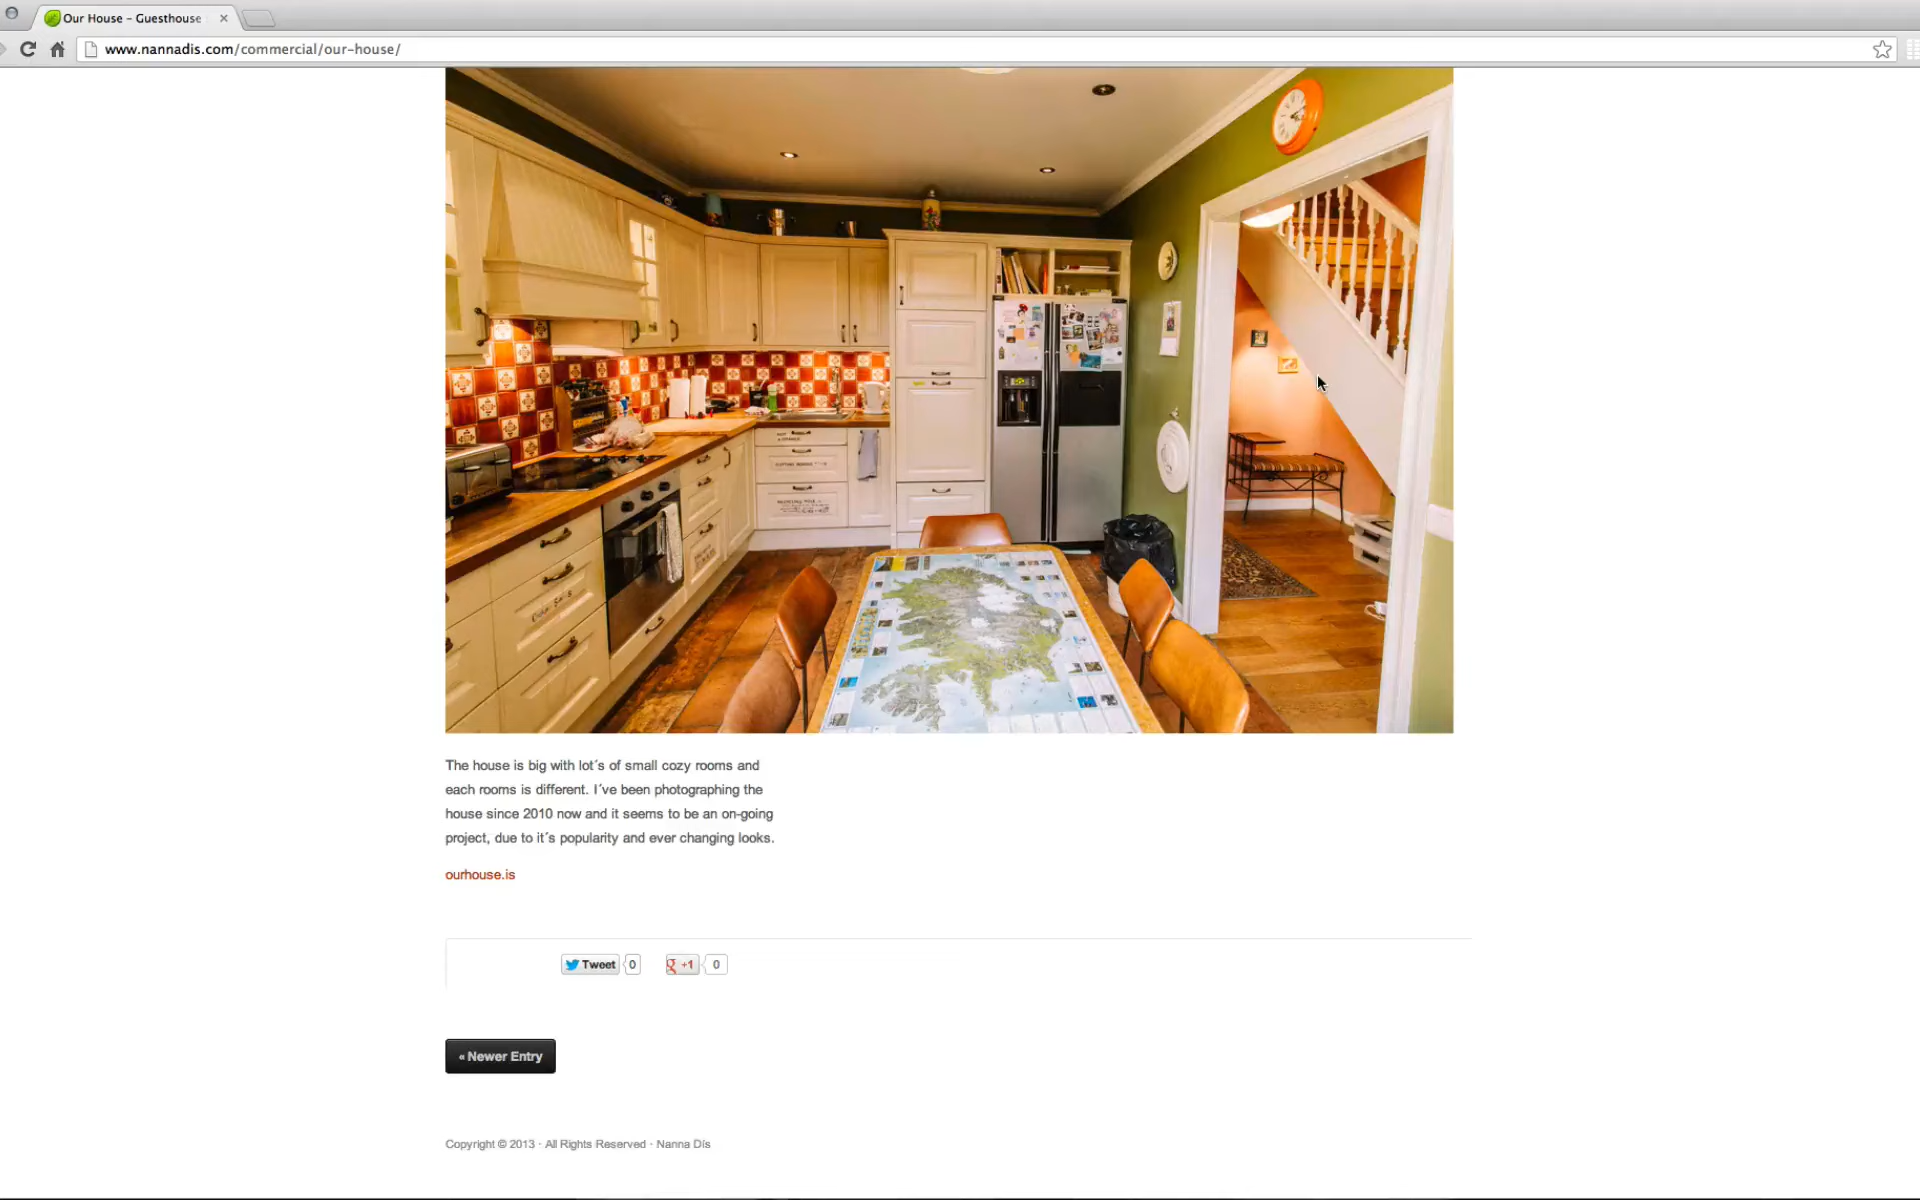 Our House – Guesthouse
www.nannadis.com/commercial/our-house/
The house is big with lot´s of small cozy rooms and
each rooms is different. I´ve been photographing the
house since 2010 now and it seems to be an on-going
project, due to it´s popularity and ever changing looks.
ourhouse.is
Tweet 0 g +1 0
« Newer Entry
Copyright © 2013 · All Rights Reserved · Nanna Dís